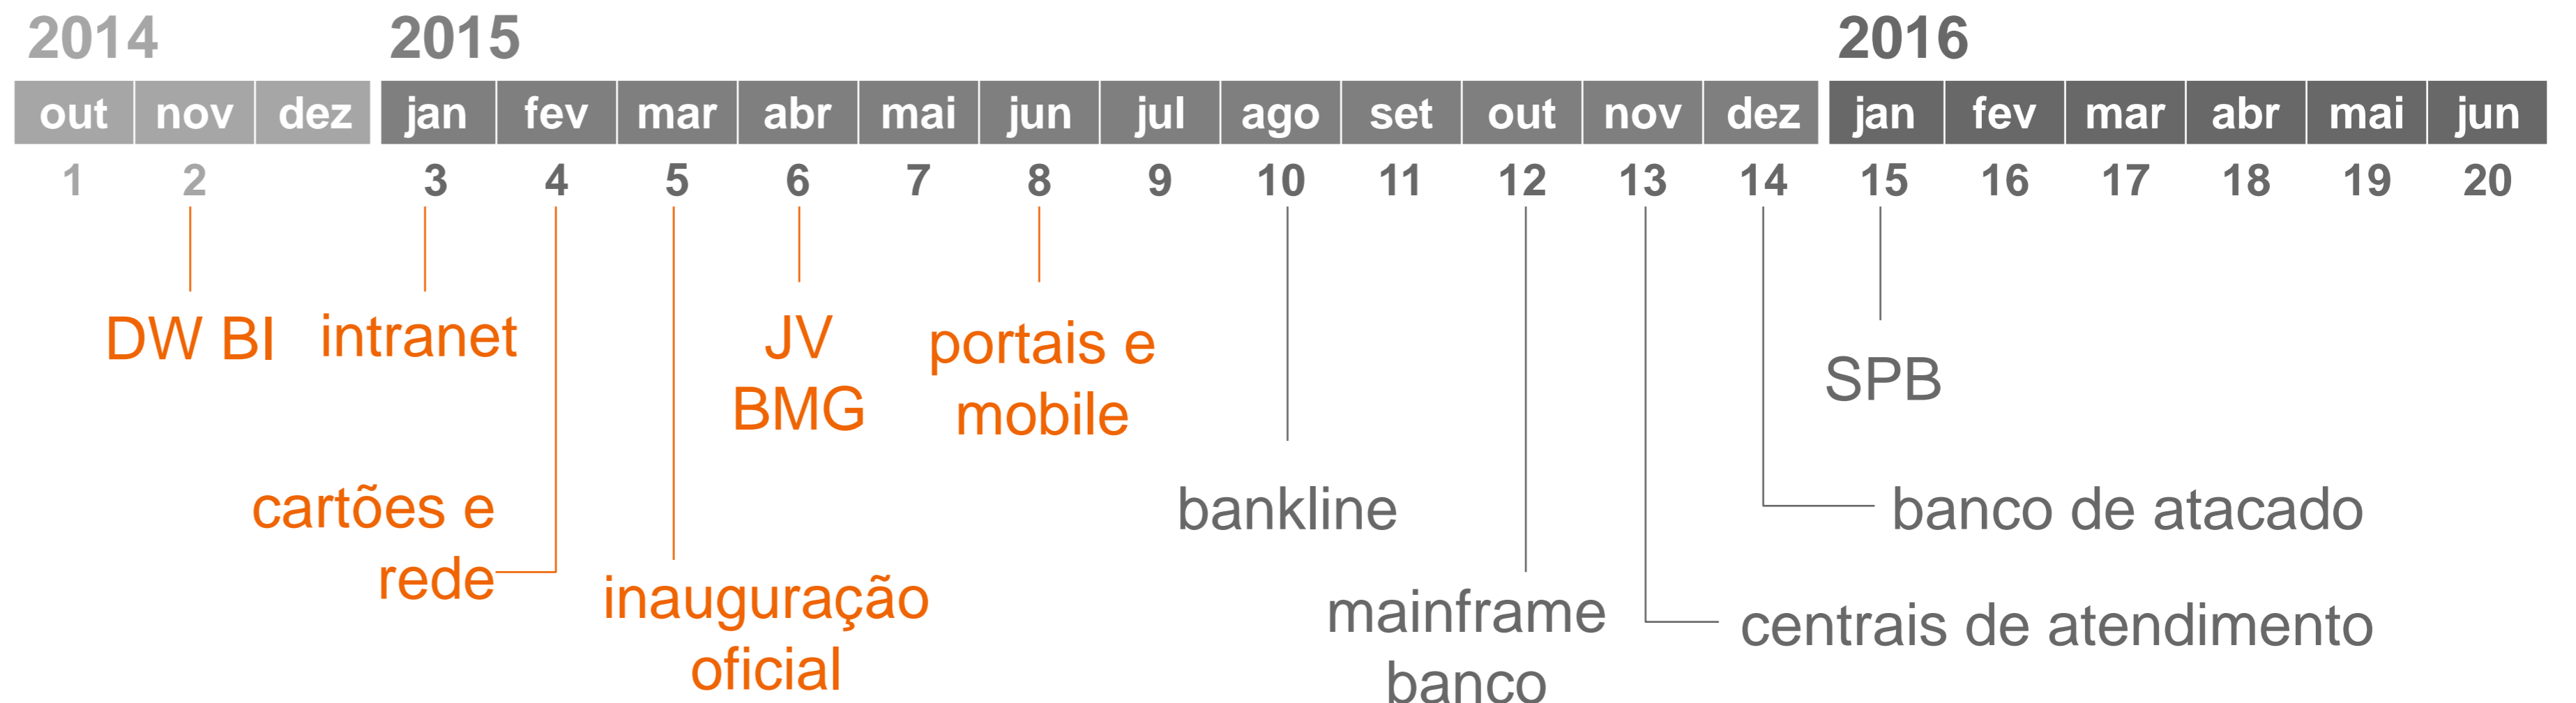 2014 2015 2016
out nov dez jan fev mar abr mai jun jul ago set out nov dez jan fev mar abr mai jun
1 2 3 4 5 6 7 8 9 10 11 12 13 14 15 16 17 18 19 20
DW BI
intranet
cartões e
rede
inauguração
oficial
JV
BMG
portais e
mobile
bankline
mainframe
banco
centrais de atendimento
banco de atacado
SPB